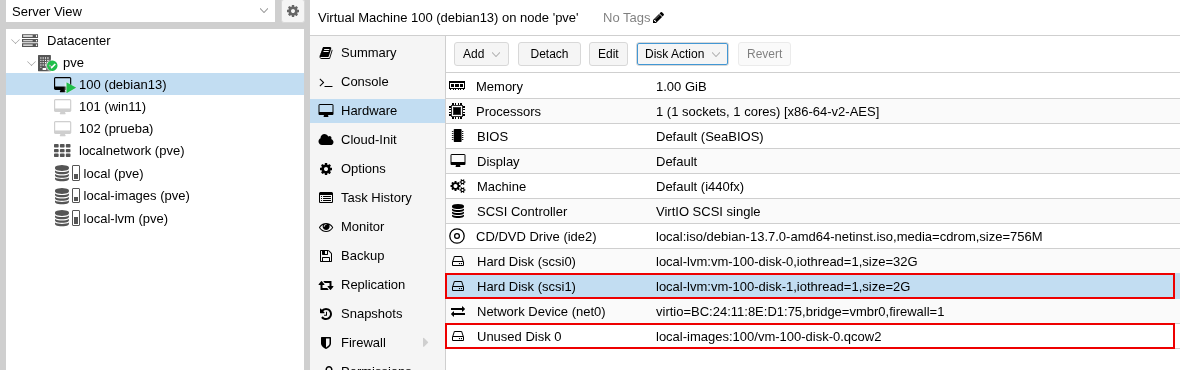 Server View
Datacenter
pve
100 (debian13)
101 (win11)
102 (prueba)
localnetwork (pve)
local (pve)
local-images (pve)
local-lvm (pve)
Virtual Machine 100 (debian13) on node 'pve' No Tags
Summary
Console
Hardware
Cloud-Init
Options
Task History
Monitor
Backup
Replication
Snapshots
Firewall
Add Detach Edit Disk Action Revert
Memory 1.00 GiB
Processors 1 (1 sockets, 1 cores) [x86-64-v2-AES]
BIOS Default (SeaBIOS)
Display Default
Machine Default (i440fx)
SCSI Controller VirtIO SCSI single
CD/DVD Drive (ide2) local:iso/debian-13.7.0-amd64-netinst.iso,media=cdrom,size=756M
Hard Disk (scsi0) local-lvm:vm-100-disk-0,iothread=1,size=32G
Hard Disk (scsi1) local-lvm:vm-100-disk-1,iothread=1,size=2G
Network Device (net0) virtio=BC:24:11:8E:D1:75,bridge=vmbr0,firewall=1
Unused Disk 0 local-images:100/vm-100-disk-0.qcow2